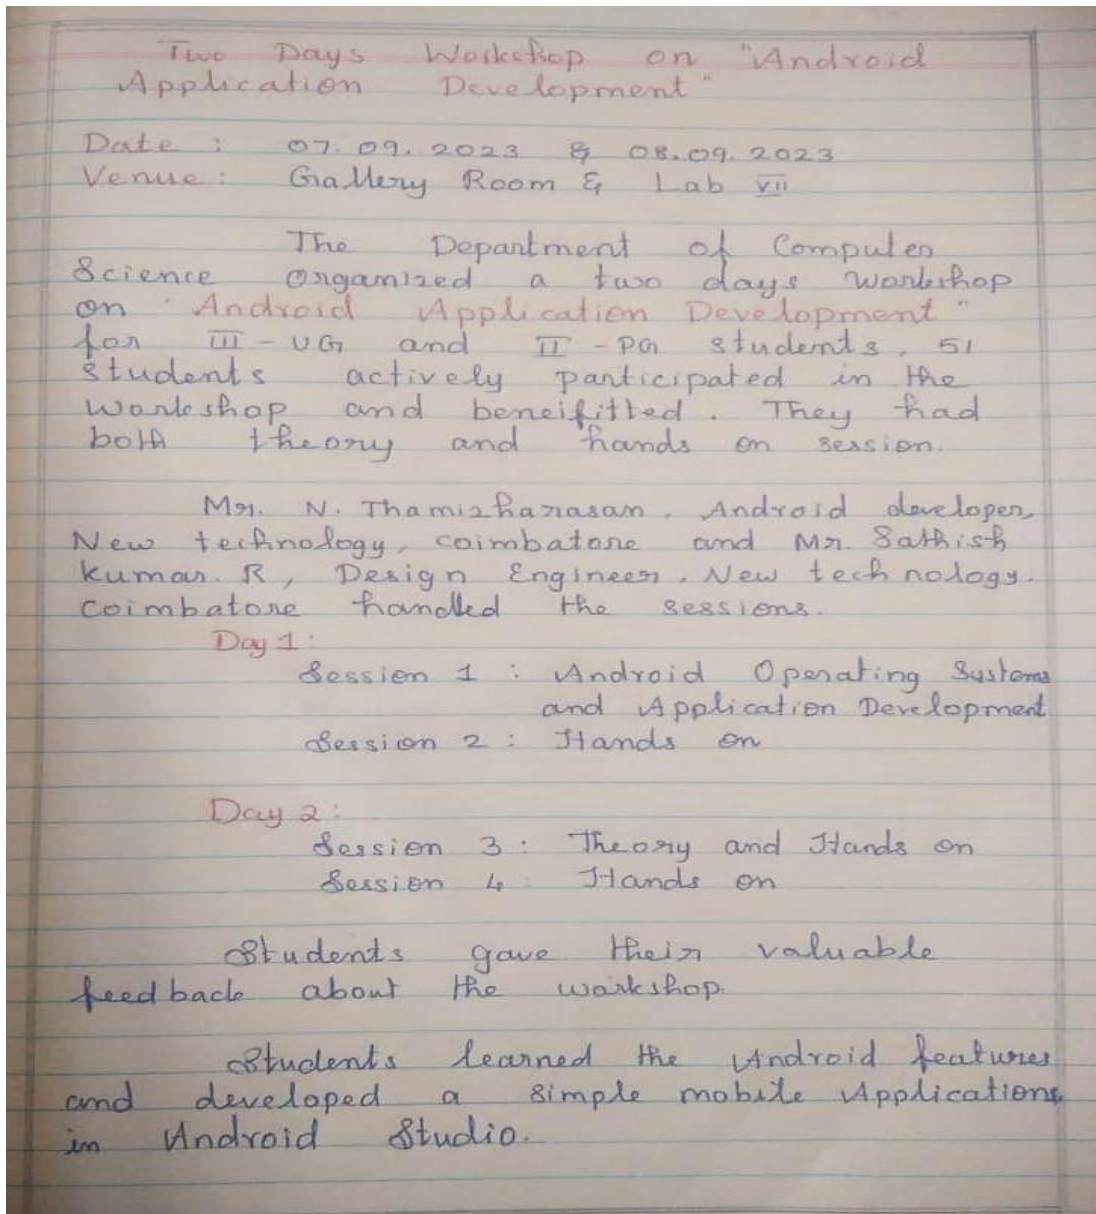 Two Days Workshop on "Android
Application Development"
Date : 07.09.2023 & 08.09.2023
Venue : Gallery Room & Lab VII
The Department of Computer
Science organized a two days workshop
on "Android Application Development"
for III - UG and II - PG students, 51
students actively participated in the
workshop and beneifitted. They had
both theory and hands on session.
Mr. N. Thamizharasan, Android developer,
New technology, coimbatore and Mr. Sathish
kumar. R, Design Engineer, New technology.
coimbatore handled the sessions.
Day 1:
Session 1 : Android Operating Systems
and Application Development
Session 2 : Hands on
Day 2 :
Session 3 : Theory and Hands on
Session 4 : Hands on
Students gave their valuable
feedback about the workshop.
Students learned the Android features
and developed a simple mobile Applications
in Android Studio.